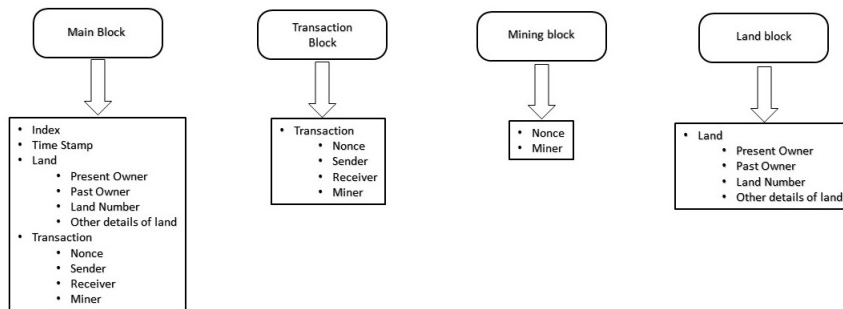 Main Block
Transaction
Block
Mining block
Land block
• Index
• Time Stamp
• Land
• Present Owner
• Past Owner
• Land Number
• Other details of land
• Transaction
• Nonce
• Sender
• Receiver
• Miner
• Transaction
• Nonce
• Sender
• Receiver
• Miner
• Nonce
• Miner
• Land
• Present Owner
• Past Owner
• Land Number
• Other details of land